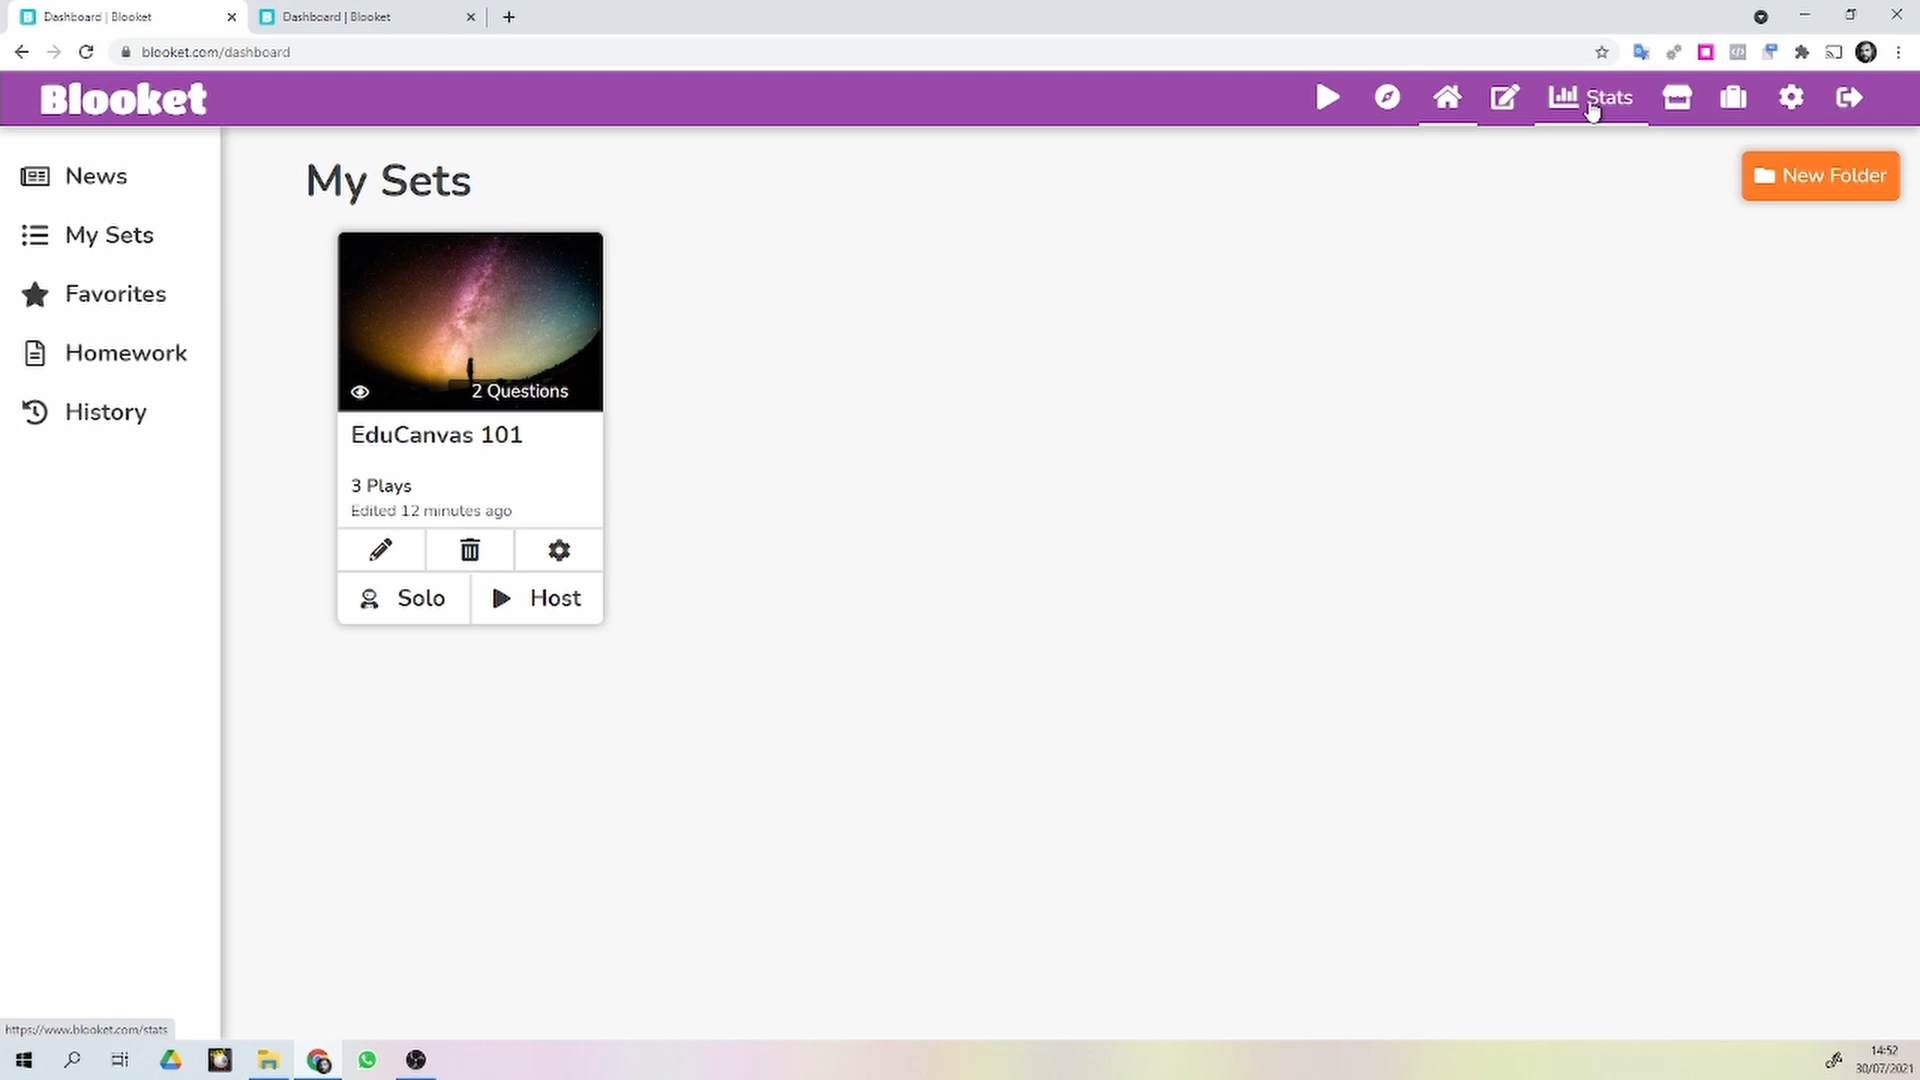 Dashboard | Blooket
Dashboard | Blooket
blooket.com/dashboard
Blooket
Stats
News
My Sets
Favorites
Homework
History
My Sets
New Folder
2 Questions
EduCanvas 101
3 Plays
Edited 12 minutes ago
Solo
Host
https://www.blooket.com/stats
14:52
30/07/2021